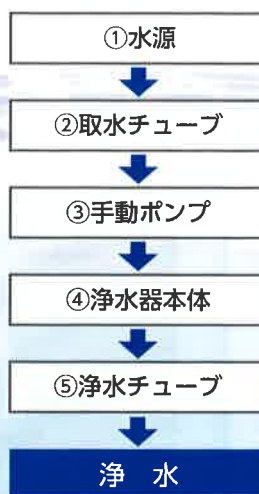 ①水源
②取水チューブ
③手動ポンプ
④浄水器本体
⑤浄水チューブ
浄　水